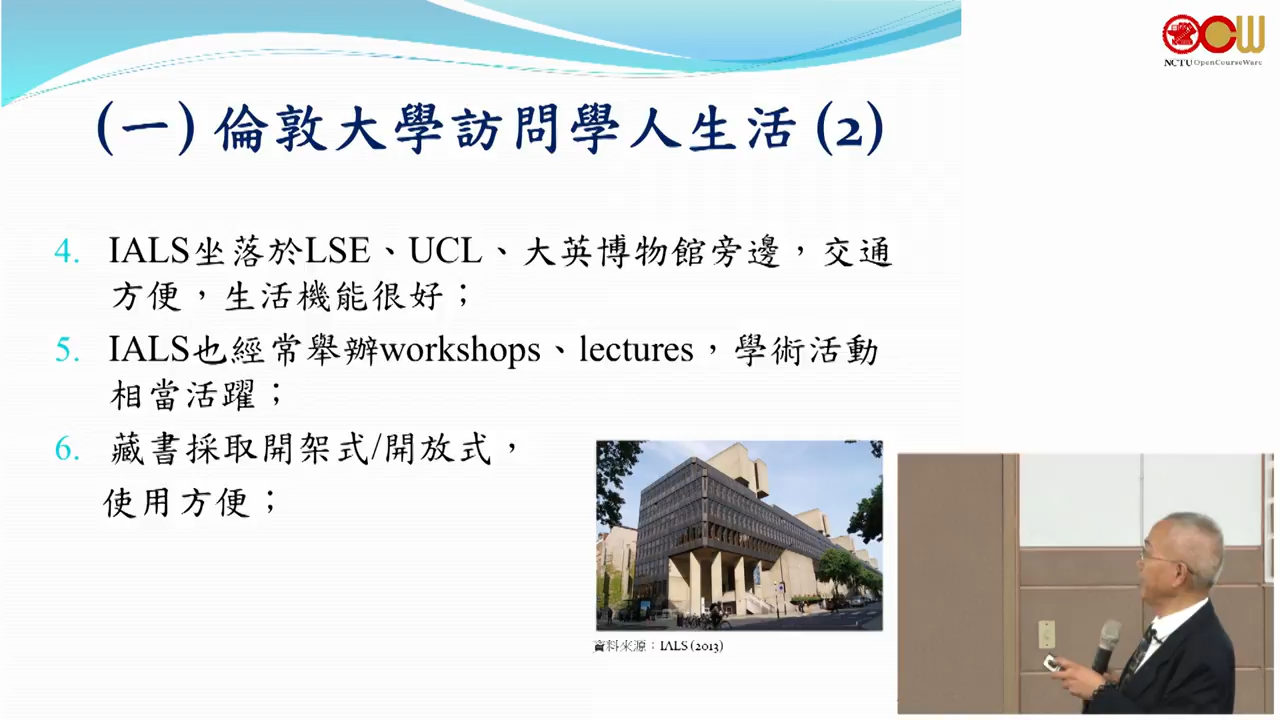 NCTU OpenCourseWare
(一) 倫敦大學訪問學人生活 (2)
4. IALS坐落於LSE、UCL、大英博物館旁邊，交通
方便，生活機能很好；
5. IALS也經常舉辦workshops、lectures，學術活動
相當活躍；
6. 藏書採取開架式/開放式，
使用方便；
資料來源：IALS (2013)